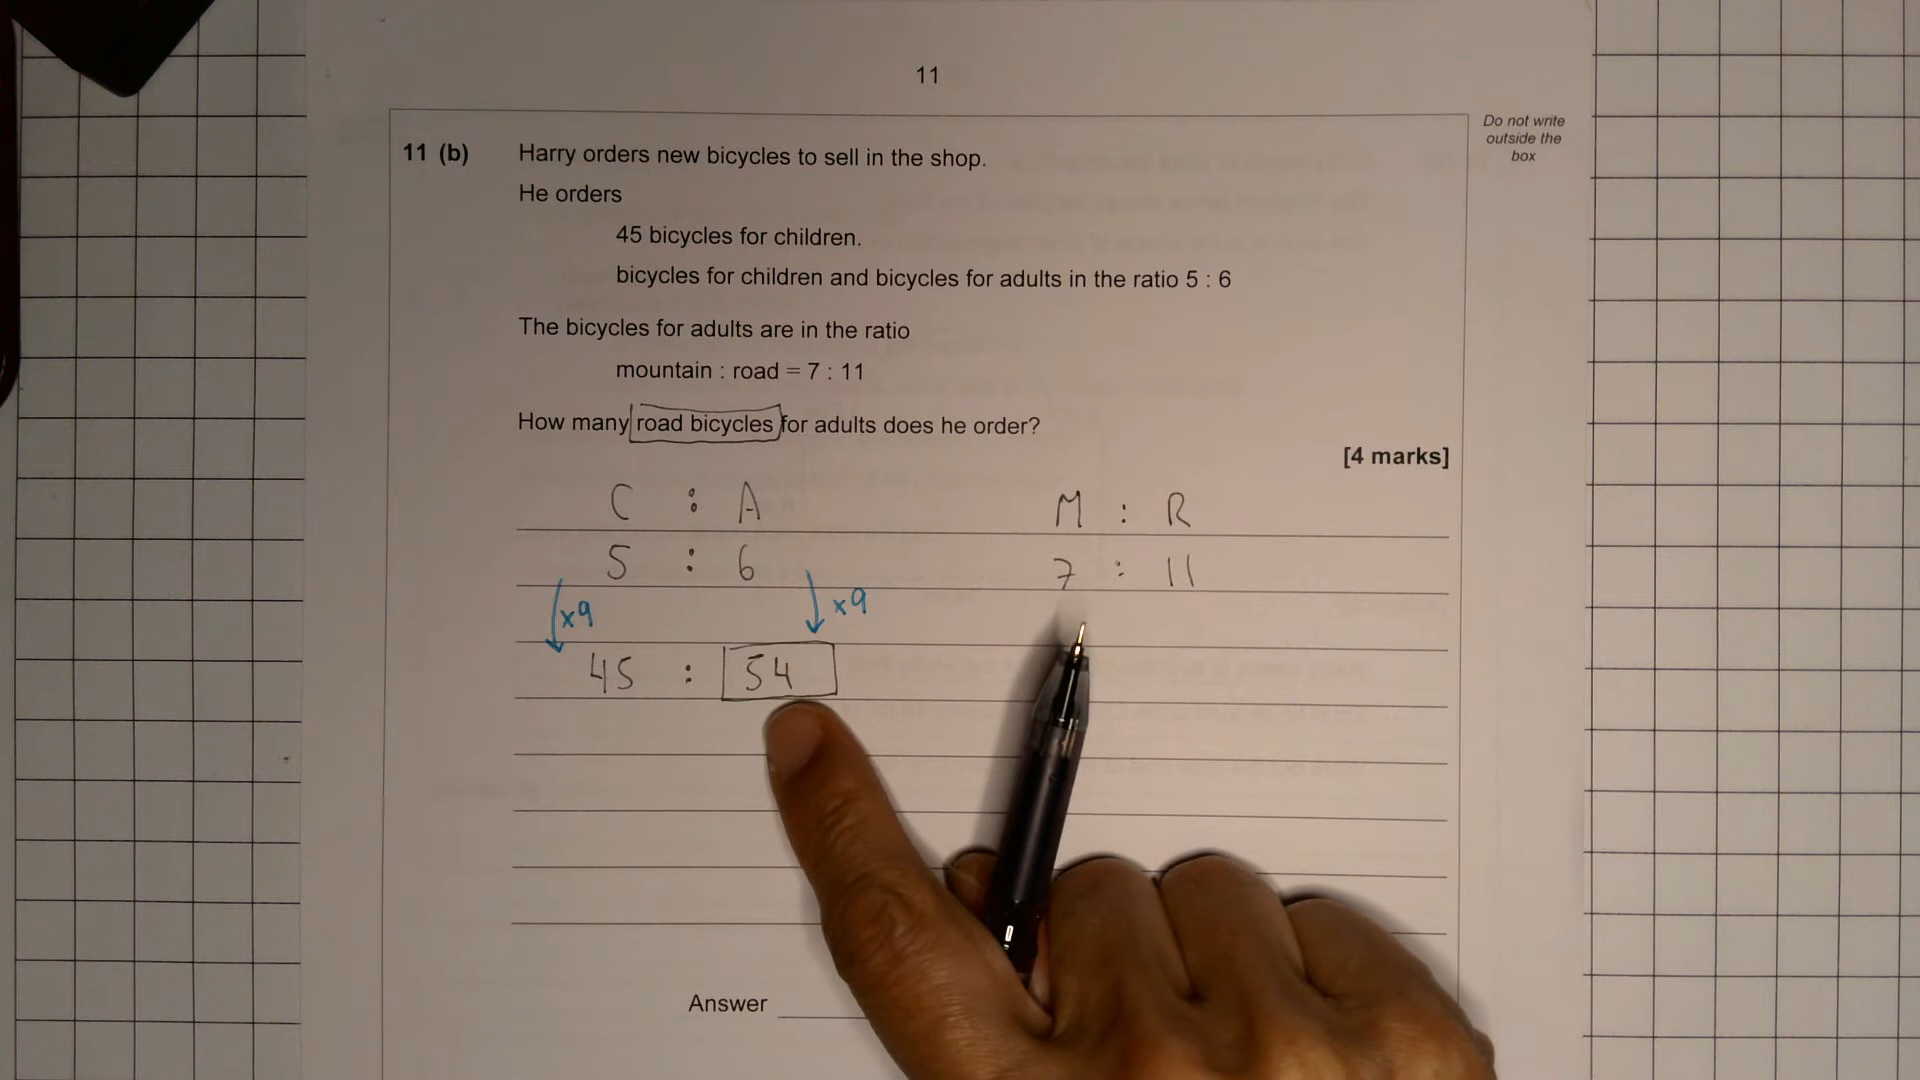 11
Do not write
outside the
box
11 (b) Harry orders new bicycles to sell in the shop.
He orders
45 bicycles for children.
bicycles for children and bicycles for adults in the ratio 5 : 6
The bicycles for adults are in the ratio
mountain : road = 7 : 11
How many road bicycles for adults does he order?
[4 marks]
C : A M : R
5 : 6 7 : 11
x9 x9
45 : 54
Answer